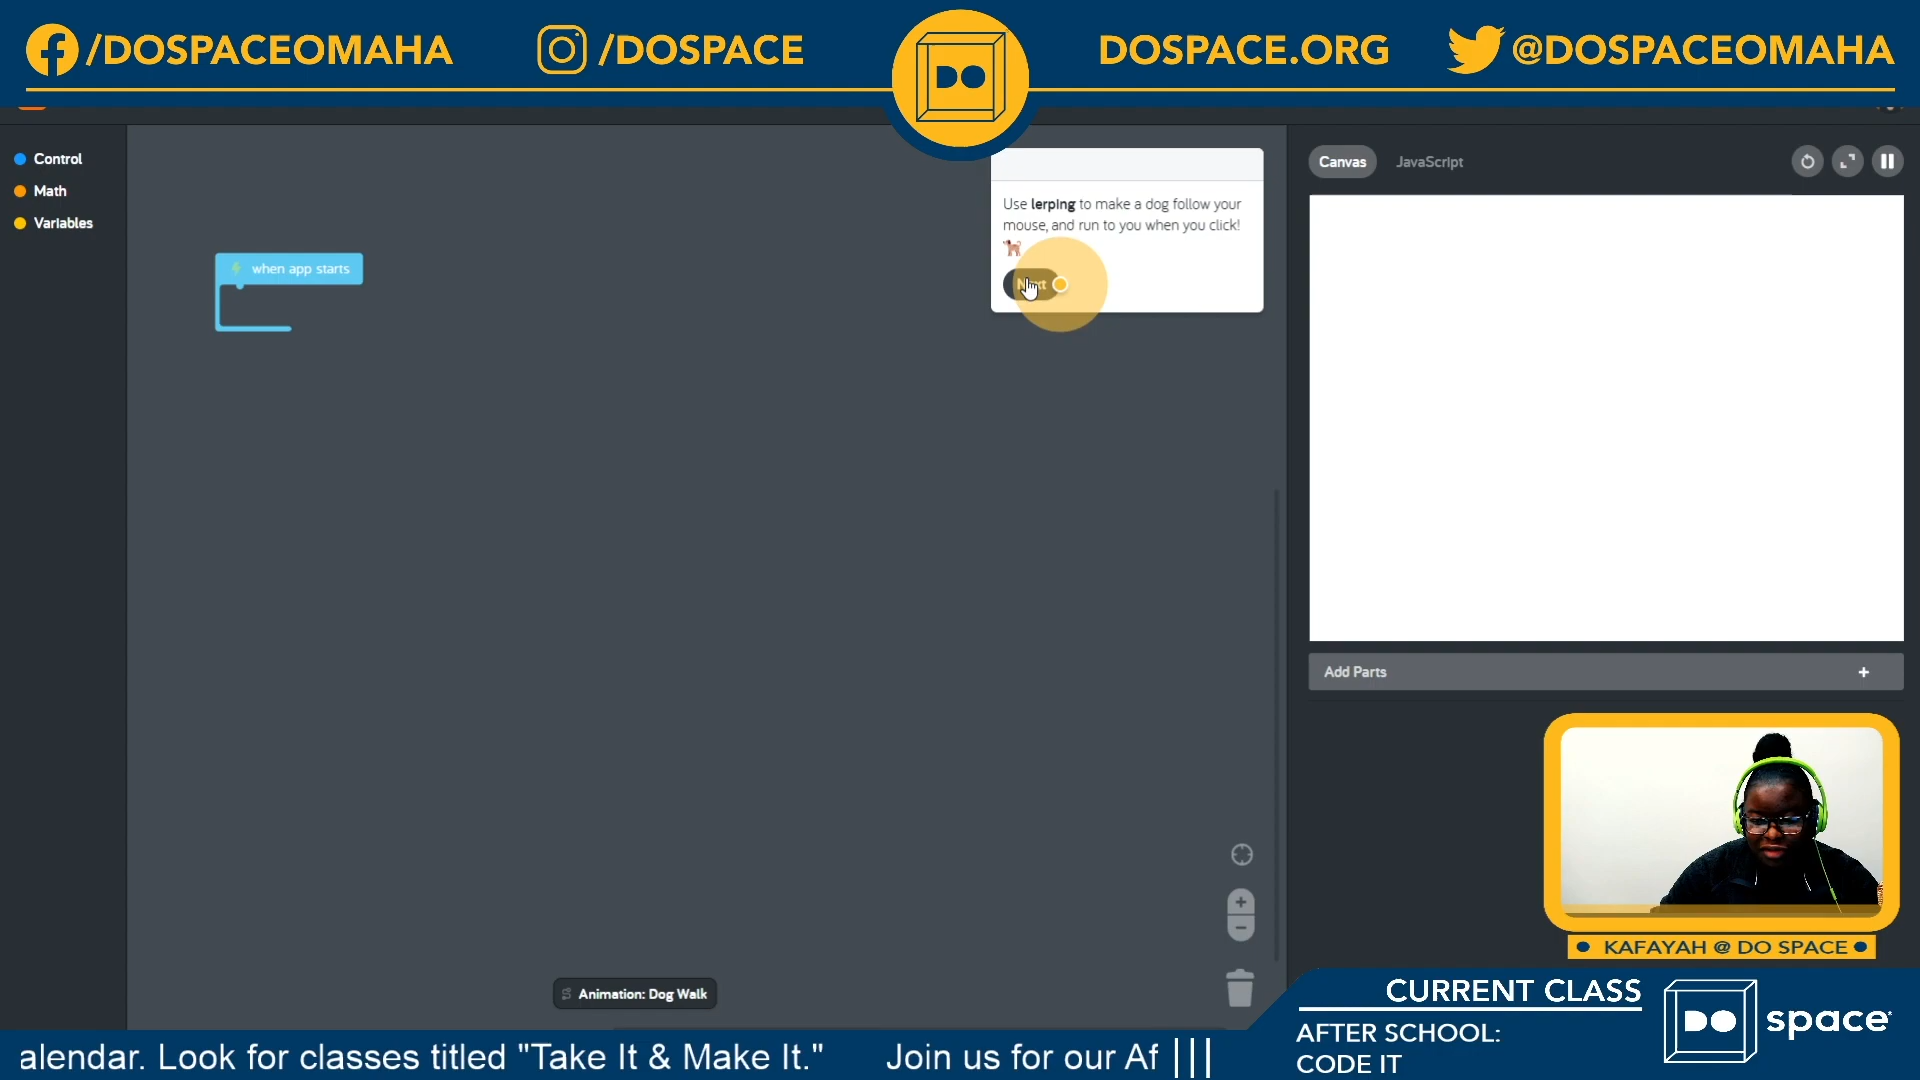 /DOSPACEOMAHA
/DOSPACE
DO
DOSPACE.ORG
@DOSPACEOMAHA
Control
Math
Variables
when app starts
Use lerping to make a dog follow your
mouse, and run to you when you click!
Next
Canvas
JavaScript
Add Parts
+
+
−
Animation: Dog Walk
KAFAYAH @ DO SPACE
CURRENT CLASS
AFTER SCHOOL:
CODE IT
DO space
alendar. Look for classes titled "Take It & Make It." Join us for our Af |||